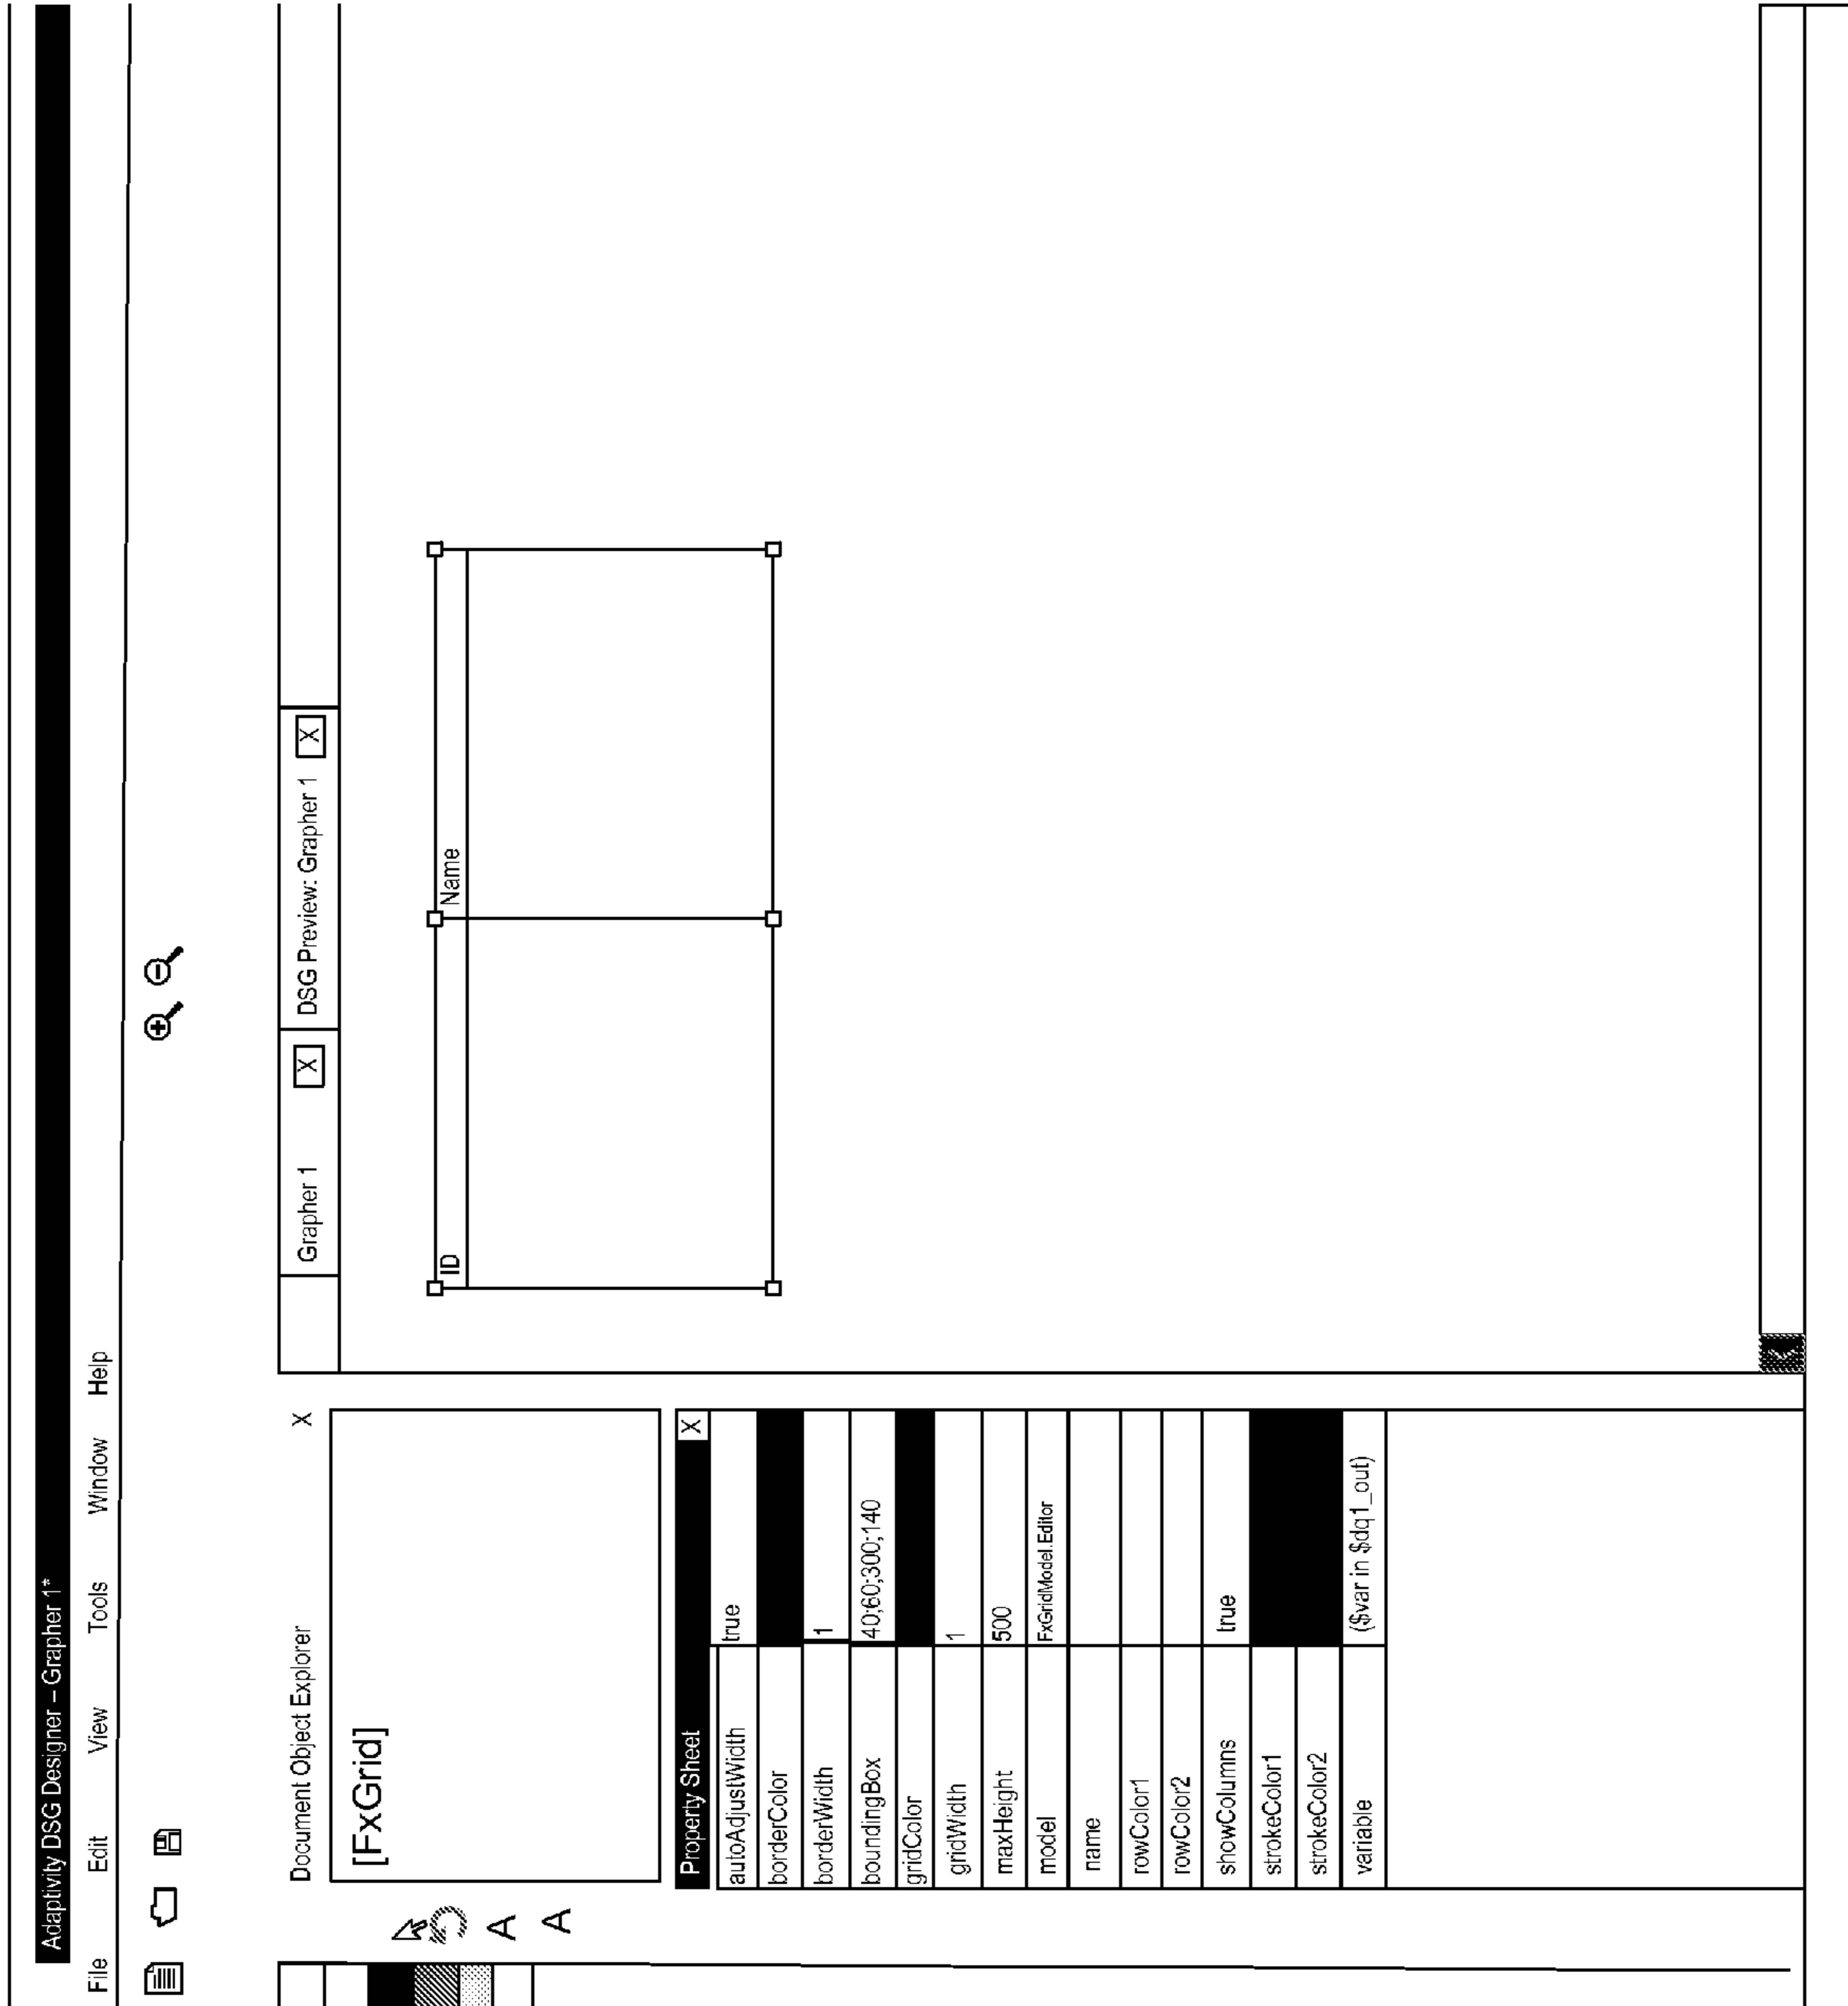 Adaptivity DSG Designer – Grapher 1*
File Edit View Tools Window Help
Document Object Explorer X
[FxGrid]
A
A
Property Sheet X
autoAdjustWidth true
borderColor
borderWidth 1
boundingBox 40;60;300;140
gridColor
gridWidth 1
maxHeight 500
model FxGridModel.Editor
name
rowColor1
rowColor2
showColumns true
strokeColor1
strokeColor2
variable ($var in $dq1_out)
Grapher 1 X DSG Preview: Grapher 1 X
ID Name